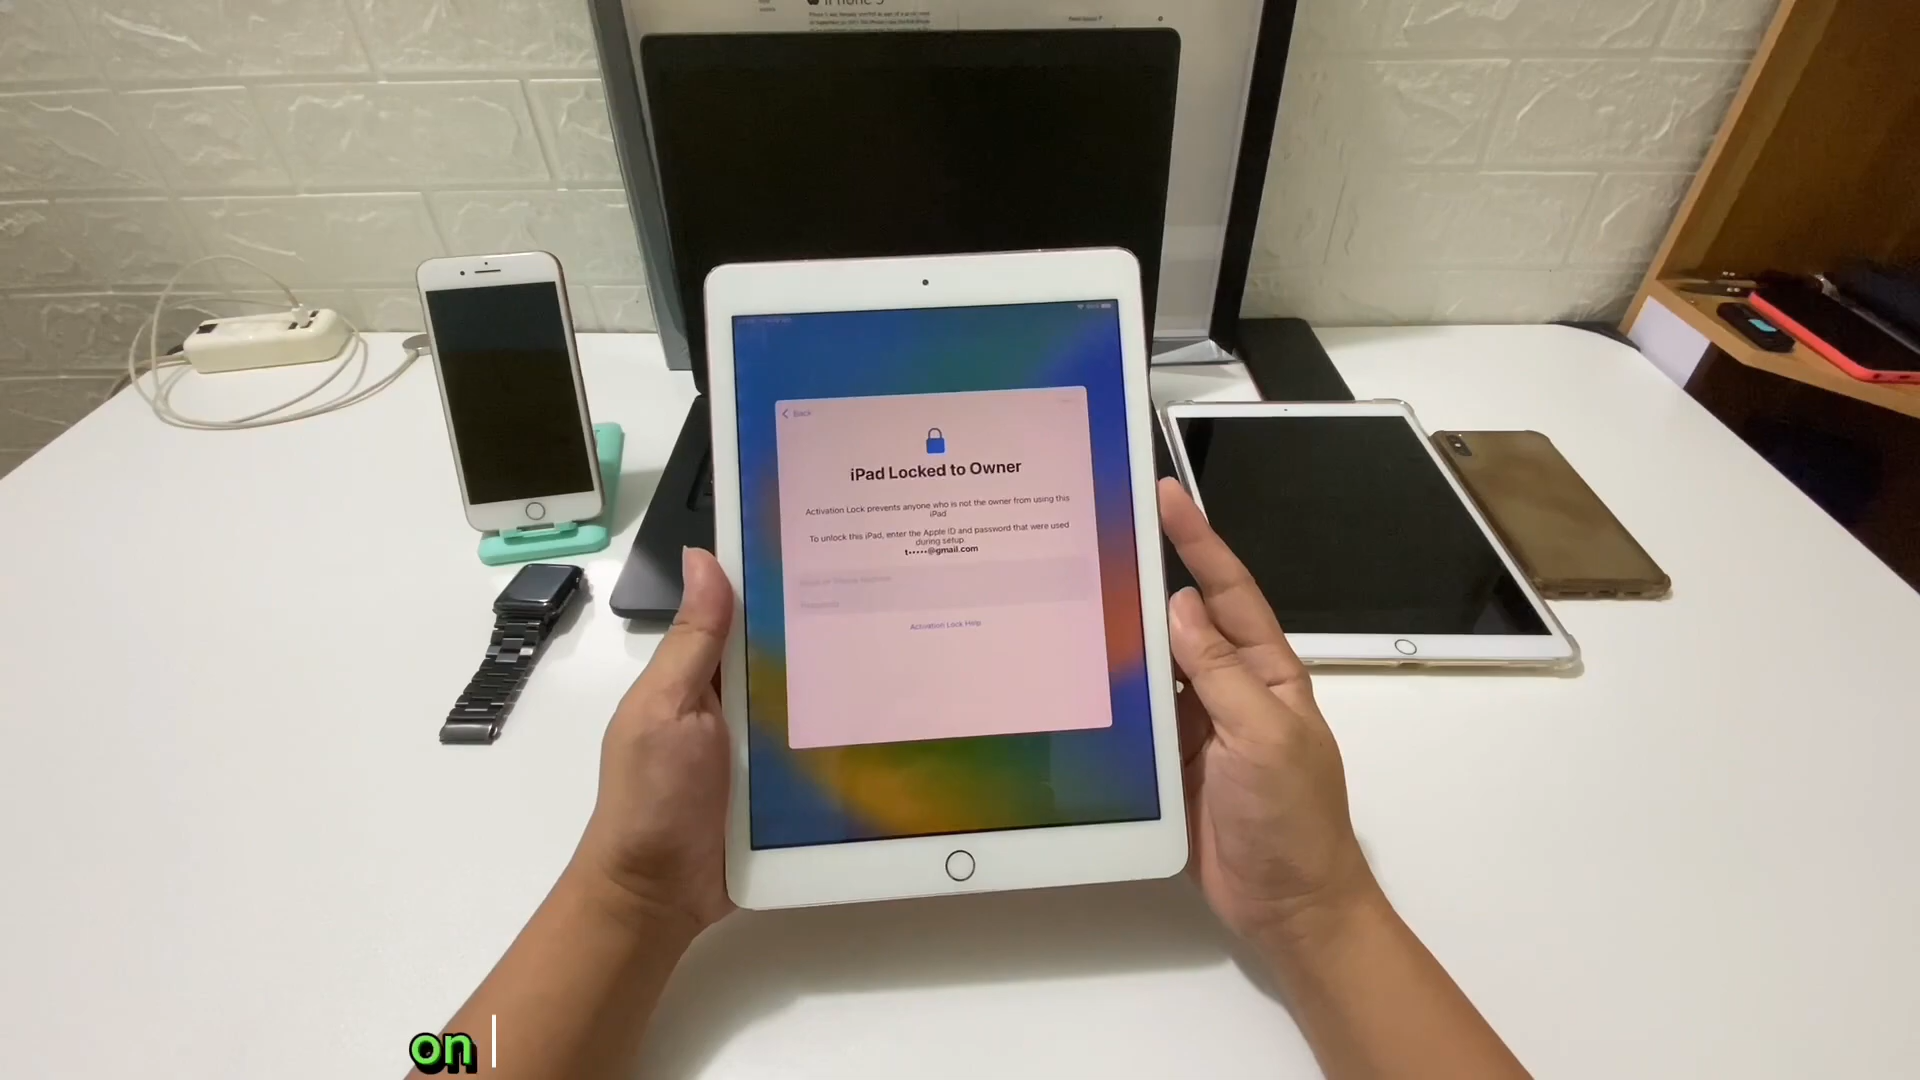 iPhone 5
Back
iPad Locked to Owner
Activation Lock prevents anyone who is not the owner from using this
iPad
To unlock this iPad, enter the Apple ID and password that were used
during setup.
t•••••@gmail.com
Activation Lock Help
on